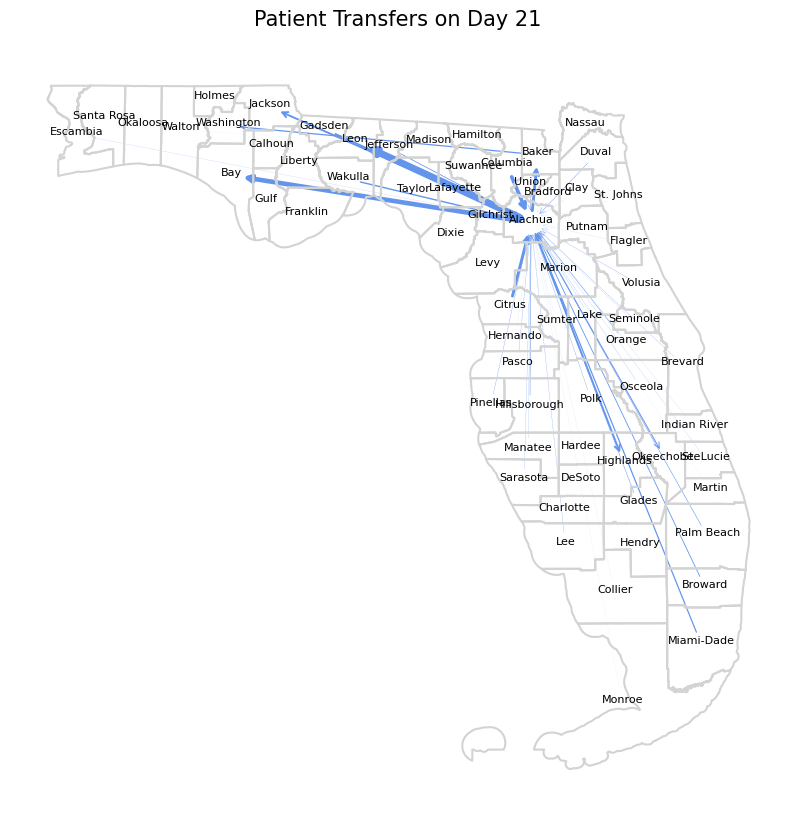 Patient Transfers on Day 21
Holmes
Jackson
Santa Rosa
Okaloosa
Walton
Washington
Escambia
Gadsden
Calhoun
Leon
Jefferson
Madison
Hamilton
Nassau
Liberty
Bay
Wakulla
Suwannee
Columbia
Baker
Duval
Taylor
Lafayette
Union
Bradford
Clay
St. Johns
Gulf
Franklin
Gilchrist
Alachua
Putnam
Dixie
Flagler
Levy
Marion
Volusia
Citrus
Sumter
Lake
Seminole
Hernando
Orange
Pasco
Brevard
Osceola
Pinellas
Hillsborough
Polk
Indian River
Manatee
Hardee
Highlands
Okeechobee
St Lucie
Sarasota
DeSoto
Martin
Charlotte
Glades
Lee
Hendry
Palm Beach
Collier
Broward
Miami-Dade
Monroe